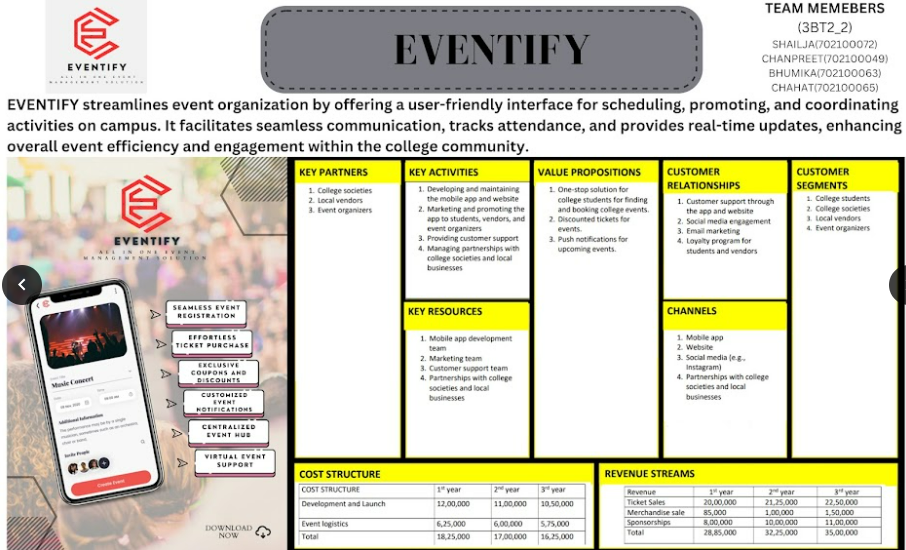 EVENTIFY
ALL IN ONE EVENT
MANAGEMENT SOLUTION
EVENTIFY
TEAM MEMEBERS
(3BT2_2)
SHAILJA(702100072)
CHANPREET(702100049)
BHUMIKA(702100063)
CHAHAT(702100065)
EVENTIFY streamlines event organization by offering a user-friendly interface for scheduling, promoting, and coordinating
activities on campus. It facilitates seamless communication, tracks attendance, and provides real-time updates, enhancing
overall event efficiency and engagement within the college community.
EVENTIFY
ALL IN ONE EVENT
MANAGEMENT SOLUTION
Music Concert
Additional Information
Invite People
Create Event
SEAMLESS EVENT
REGISTRATION
EFFORTLESS
TICKET PURCHASE
EXCLUSIVE
COUPONS AND
DISCOUNTS
CUSTOMIZED
EVENT
NOTIFICATIONS
CENTRALIZED
EVENT HUB
VIRTUAL EVENT
SUPPORT
DOWNLOAD
NOW
KEY PARTNERS
1. College societies
2. Local vendors
3. Event organizers
KEY ACTIVITIES
1. Developing and maintaining
the mobile app and website
2. Marketing and promoting the
app to students, vendors, and
event organizers
3. Providing customer support
4. Managing partnerships with
college societies and local
businesses
KEY RESOURCES
1. Mobile app development
team
2. Marketing team
3. Customer support team
4. Partnerships with college
societies and local
businesses
VALUE PROPOSITIONS
1. One-stop solution for
college students for finding
and booking college events.
2. Discounted tickets for
events.
3. Push notifications for
upcoming events.
CUSTOMER
RELATIONSHIPS
1. Customer support through
the app and website
2. Social media engagement
3. Email marketing
4. Loyalty program for
students and vendors
CHANNELS
1. Mobile app
2. Website
3. Social media (e.g.,
Instagram)
4. Partnerships with college
societies and local
businesses
CUSTOMER
SEGMENTS
1. College students
2. College societies
3. Local vendors
4. Event organizers
COST STRUCTURE
COST STRUCTURE 1st year 2nd year 3rd year
Development and Launch 12,00,000 11,00,000 10,50,000
Event logistics 6,25,000 6,00,000 5,75,000
Total 18,25,000 17,00,000 16,25,000
REVENUE STREAMS
Revenue 1st year 2nd year 3rd year
Ticket Sales 20,00,000 21,25,000 22,50,000
Merchandise sale 85,000 1,00,000 1,50,000
Sponsorships 8,00,000 10,00,000 11,00,000
Total 28,85,000 32,25,000 35,00,000